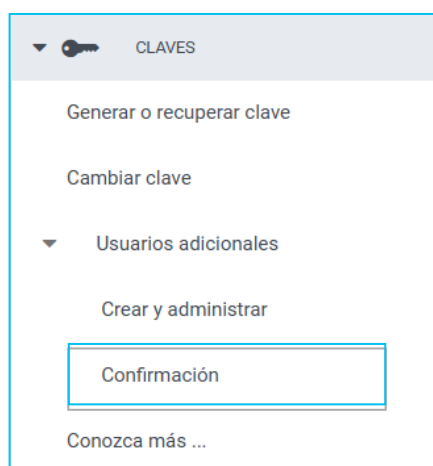 CLAVES
Generar o recuperar clave
Cambiar clave
Usuarios adicionales
Crear y administrar
Confirmación
Conozca más ...